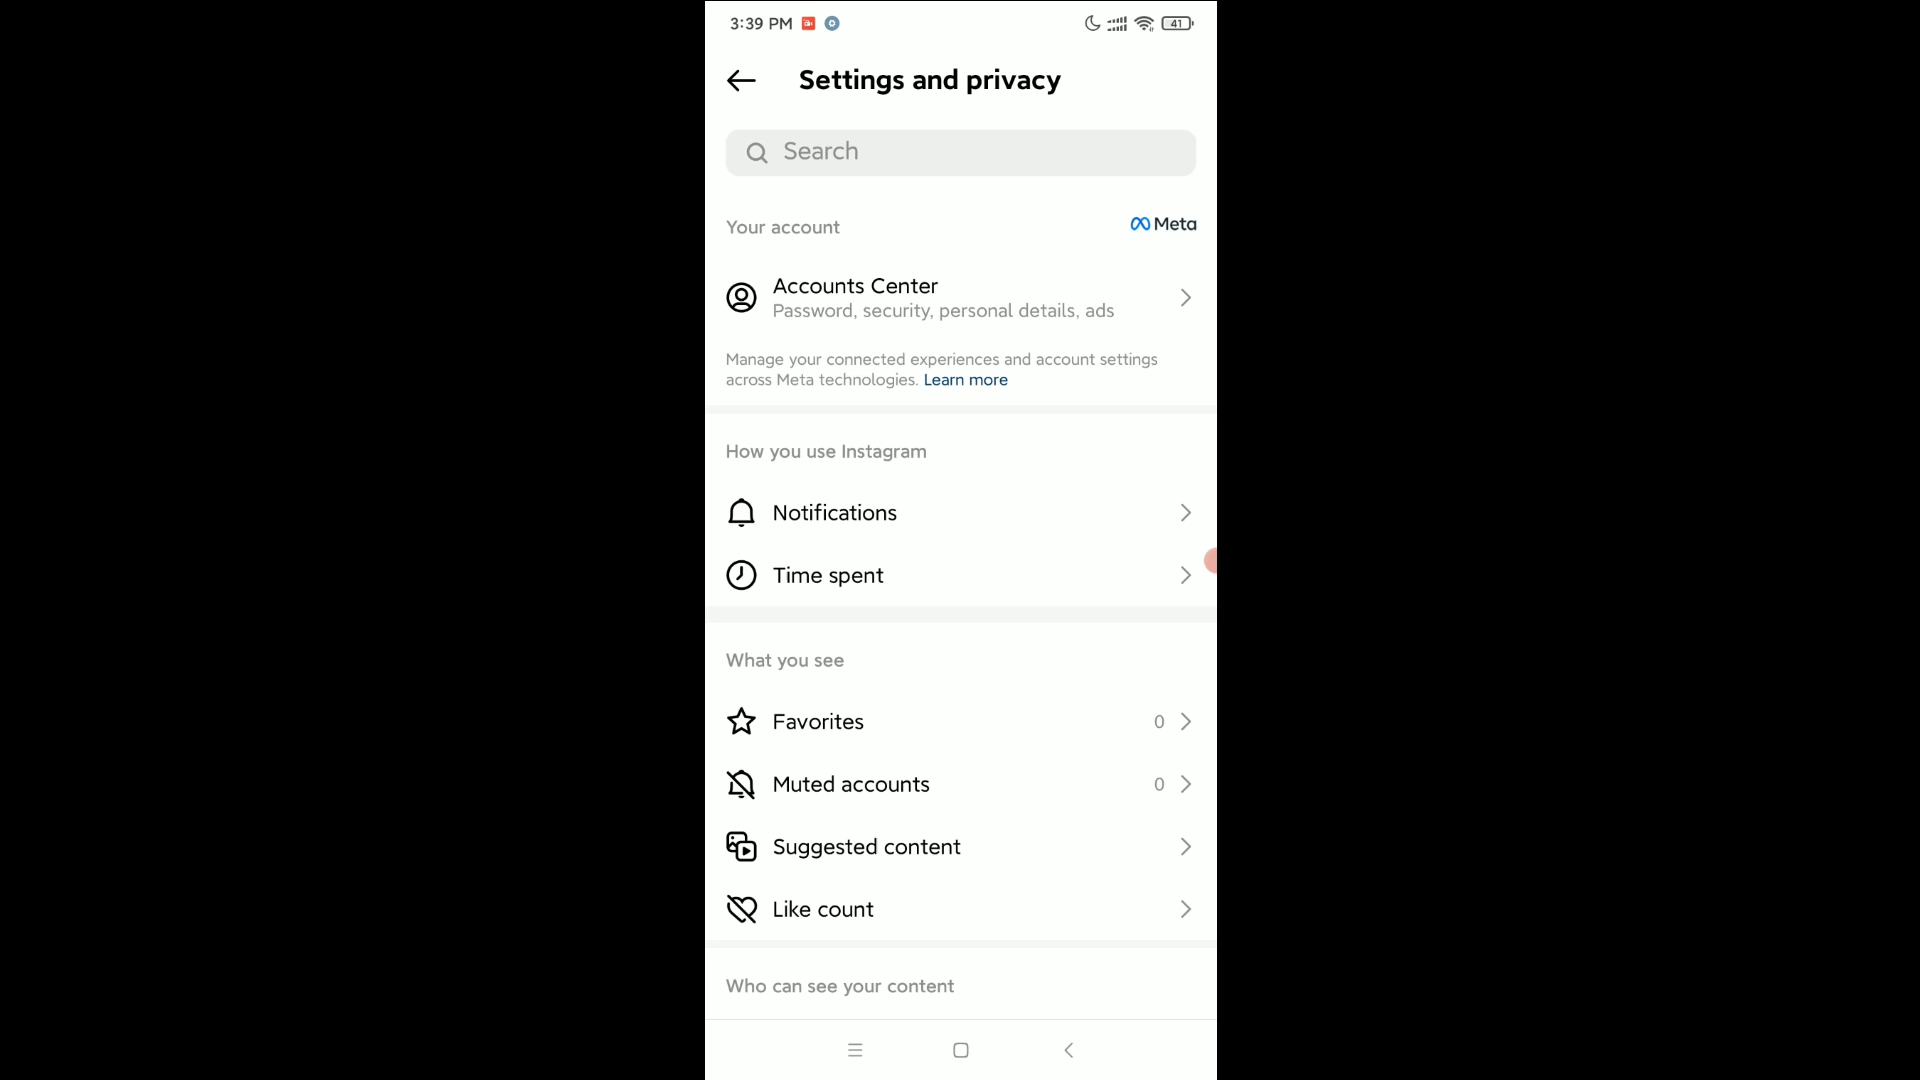 3:39 PM
41
Settings and privacy
Search
Your account
Meta
Accounts Center
Password, security, personal details, ads
Manage your connected experiences and account settings
across Meta technologies. Learn more
How you use Instagram
Notifications
Time spent
What you see
Favorites 0
Muted accounts 0
Suggested content
Like count
Who can see your content